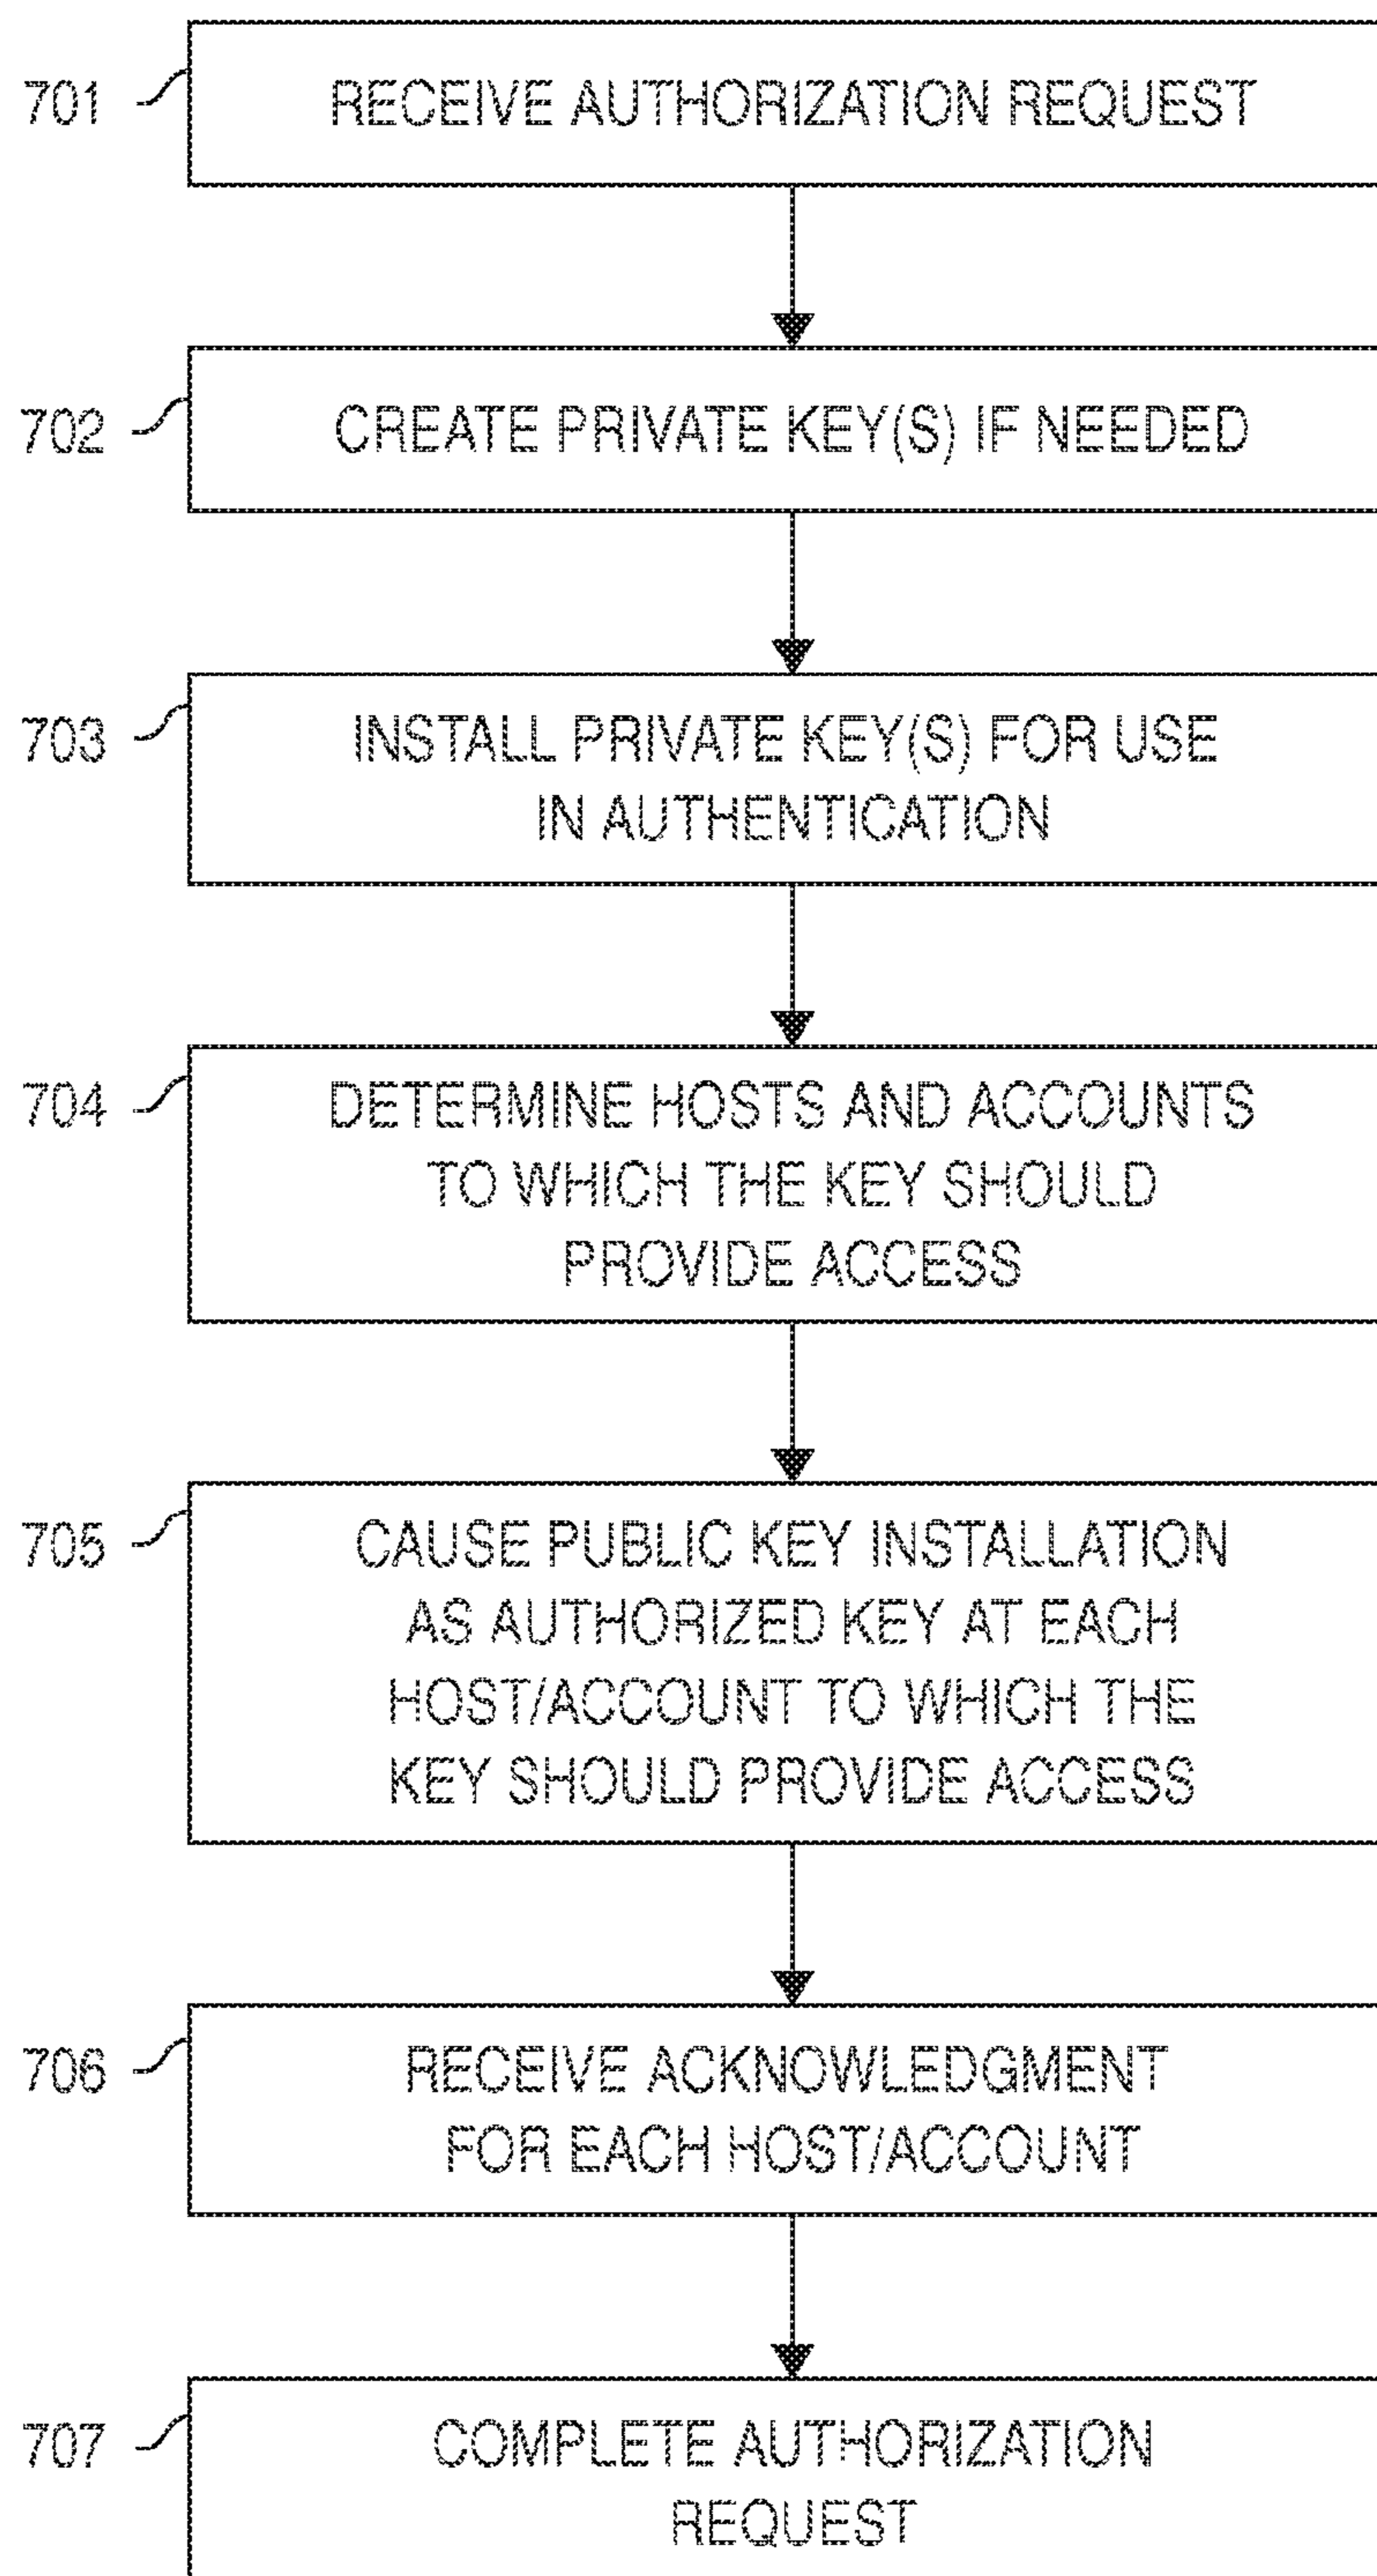 701
RECEIVE AUTHORIZATION REQUEST
702
CREATE PRIVATE KEY(S) IF NEEDED
703
INSTALL PRIVATE KEY(S) FOR USE
IN AUTHENTICATION
704
DETERMINE HOSTS AND ACCOUNTS
TO WHICH THE KEY SHOULD
PROVIDE ACCESS
705
CAUSE PUBLIC KEY INSTALLATION
AS AUTHORIZED KEY AT EACH
HOST/ACCOUNT TO WHICH THE
KEY SHOULD PROVIDE ACCESS
706
RECEIVE ACKNOWLEDGMENT
FOR EACH HOST/ACCOUNT
707
COMPLETE AUTHORIZATION
REQUEST